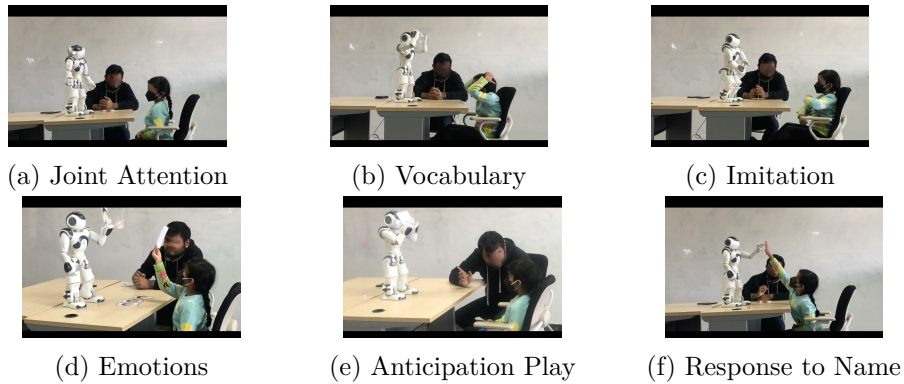 (a) Joint Attention
(b) Vocabulary
(c) Imitation
(d) Emotions
(e) Anticipation Play
(f) Response to Name